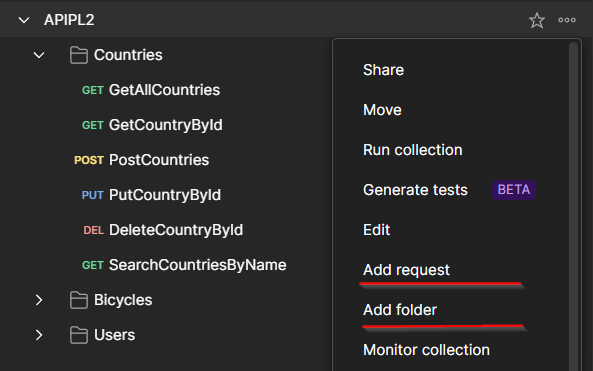 APIPL2
Countries
GET GetAllCountries
GET GetCountryById
POST PostCountries
PUT PutCountryById
DEL DeleteCountryById
GET SearchCountriesByName
Bicycles
Users
Share
Move
Run collection
Generate tests BETA
Edit
Add request
Add folder
Monitor collection